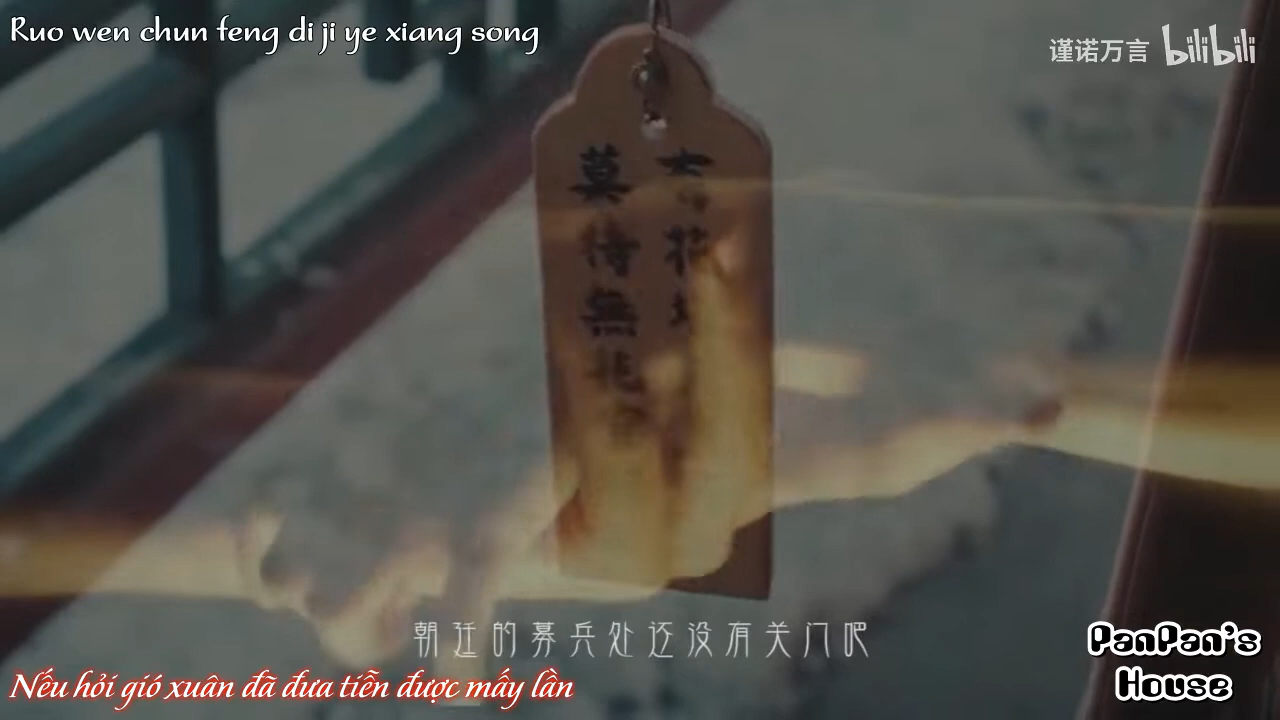 Ruo wen chun feng di ji ye xiang song
谨诺万言 bilibili
花
莫待無花
朝廷的募兵处还没有关门吧
Nếu hỏi gió xuân đã đưa tiễn được mấy lần
PanPan's
House